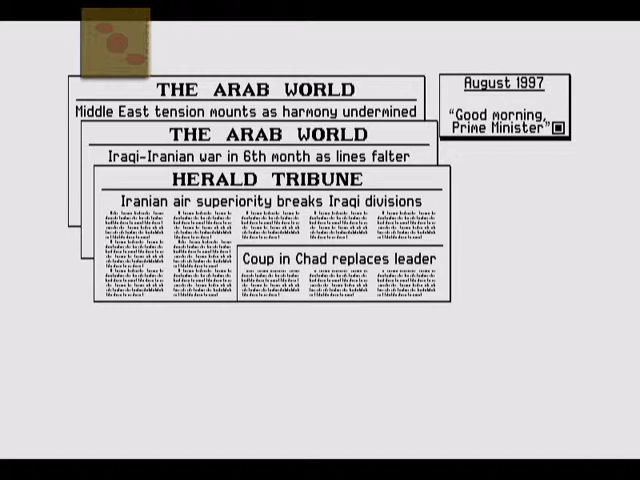 THE ARAB WORLD
Middle East tension mounts as harmony undermined
THE ARAB WORLD
Iraqi-Iranian war in 6th month as lines falter
HERALD TRIBUNE
Iranian air superiority breaks Iraqi divisions
Coup in Chad replaces leader
August 1997
“Good morning,
Prime Minister”